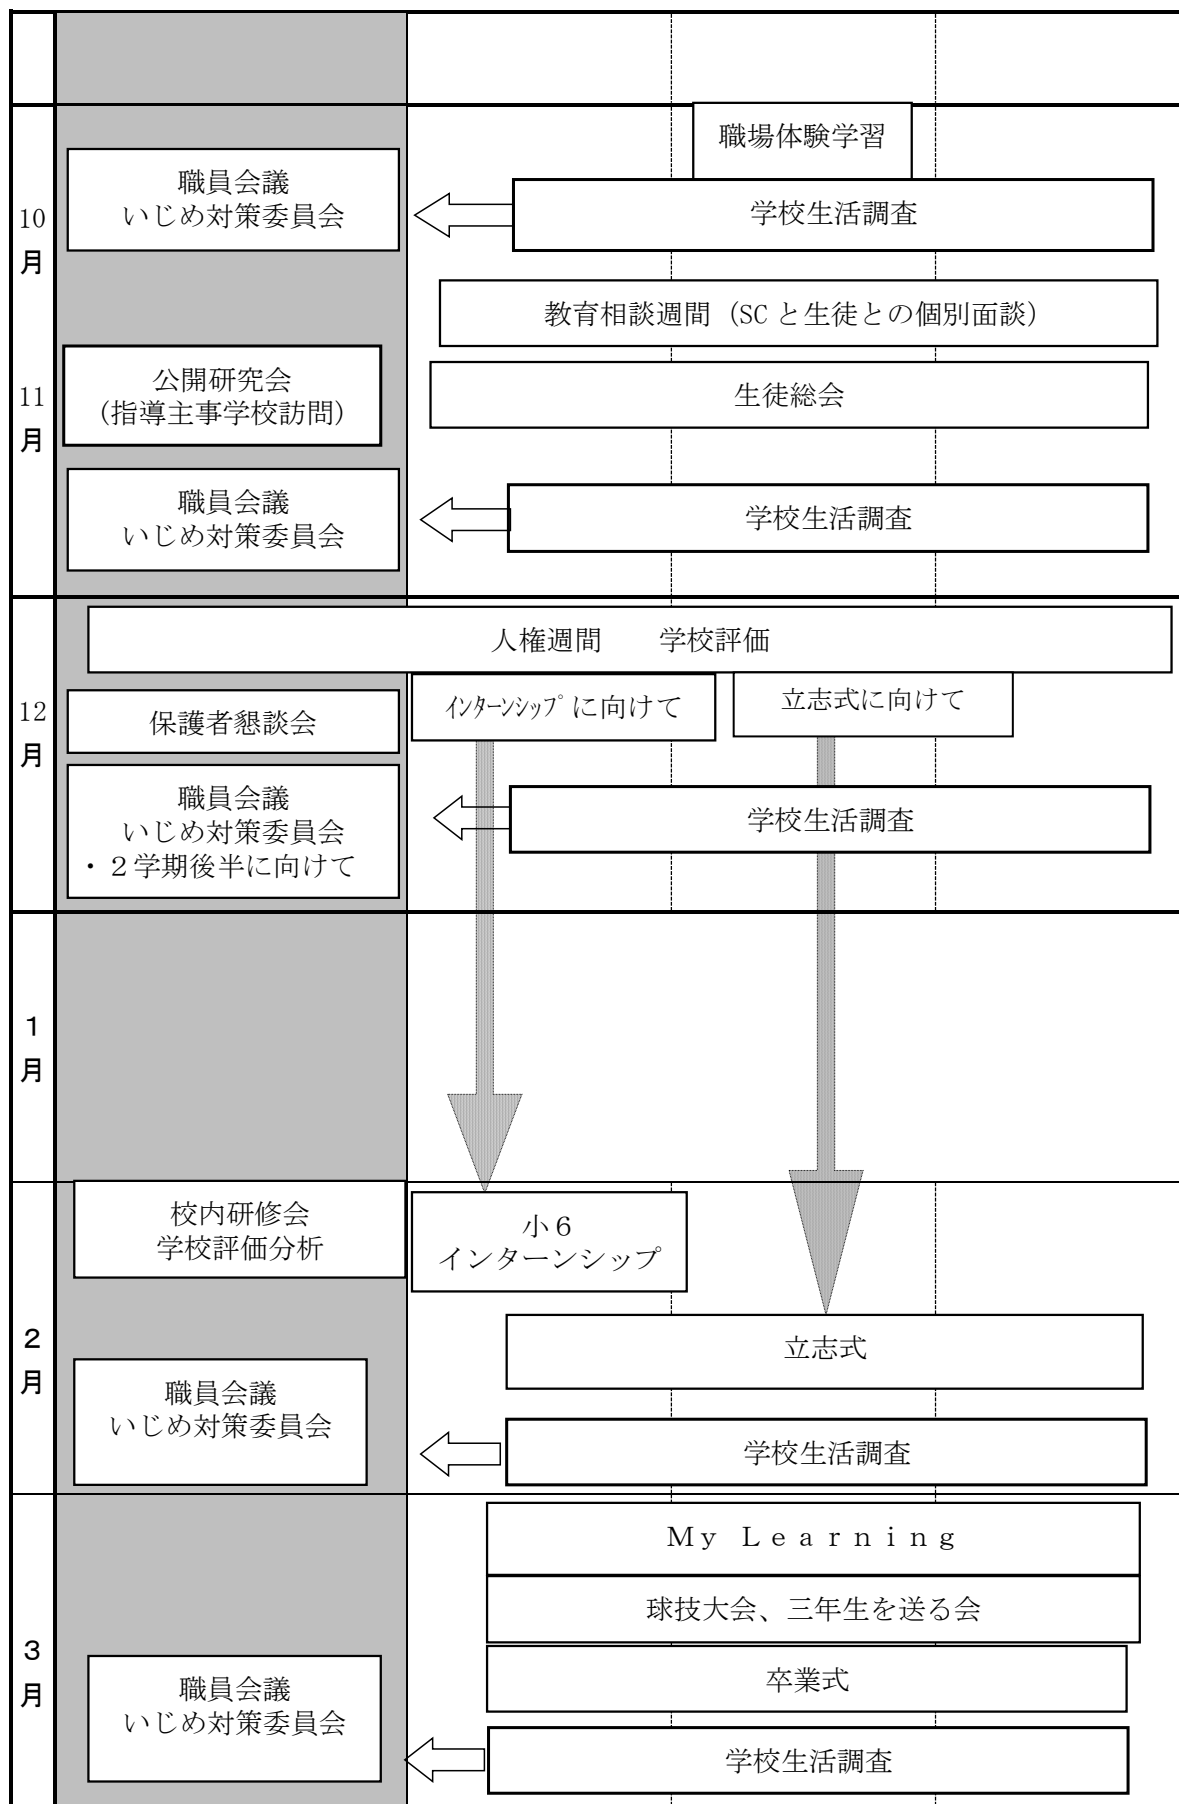 10
月
職員会議
いじめ対策委員会
職場体験学習
学校生活調査
教育相談週間（SC と生徒との個別面談）
11
月
公開研究会
（指導主事学校訪問）
生徒総会
職員会議
いじめ対策委員会
学校生活調査
12
月
人権週間　　学校評価
保護者懇談会
ｲﾝﾀｰﾝｼｯﾌﾟに向けて
立志式に向けて
職員会議
いじめ対策委員会
・２学期後半に向けて
学校生活調査
１
月
２
月
校内研修会
学校評価分析
小６
インターンシップ
立志式
職員会議
いじめ対策委員会
学校生活調査
３
月
Ｍｙ　Ｌｅａｒｎｉｎｇ
球技大会、三年生を送る会
卒業式
職員会議
いじめ対策委員会
学校生活調査